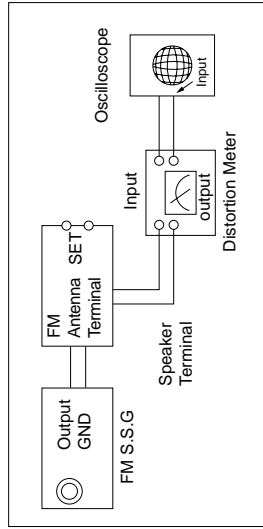 Output
GND
FM S.S.G
FM
Antenna
Terminal
SET
Speaker
Terminal
Input
output
Distortion Meter
Oscilloscope
Input